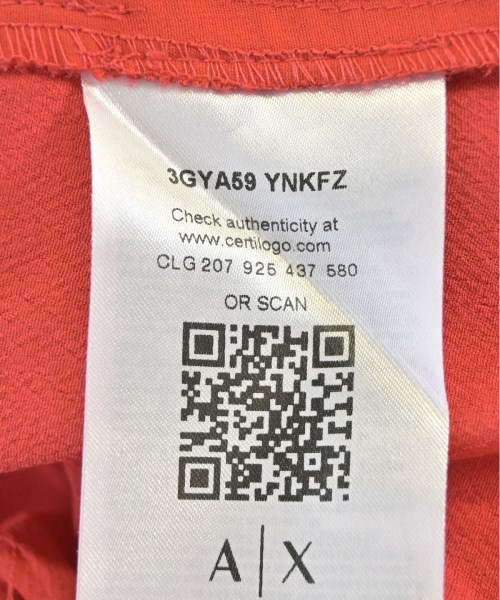 3GYA59 YNKFZ
Check authenticity at
www.certilogo.com
CLG 207 925 437 580
OR SCAN
A|X